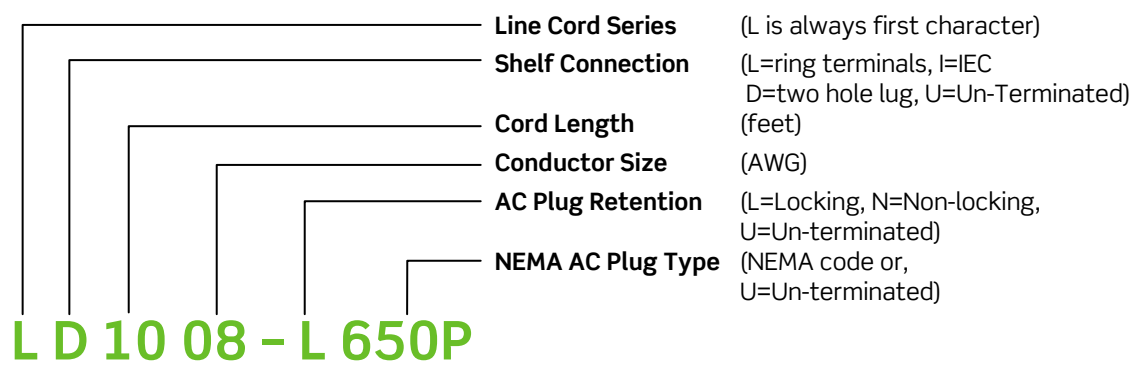 Line Cord Series (L is always first character)
Shelf Connection (L=ring terminals, I=IEC
D=two hole lug, U=Un-Terminated)
Cord Length (feet)
Conductor Size (AWG)
AC Plug Retention (L=Locking, N=Non-locking,
U=Un-terminated)
NEMA AC Plug Type (NEMA code or,
U=Un-terminated)
L D 10 08 – L 650P